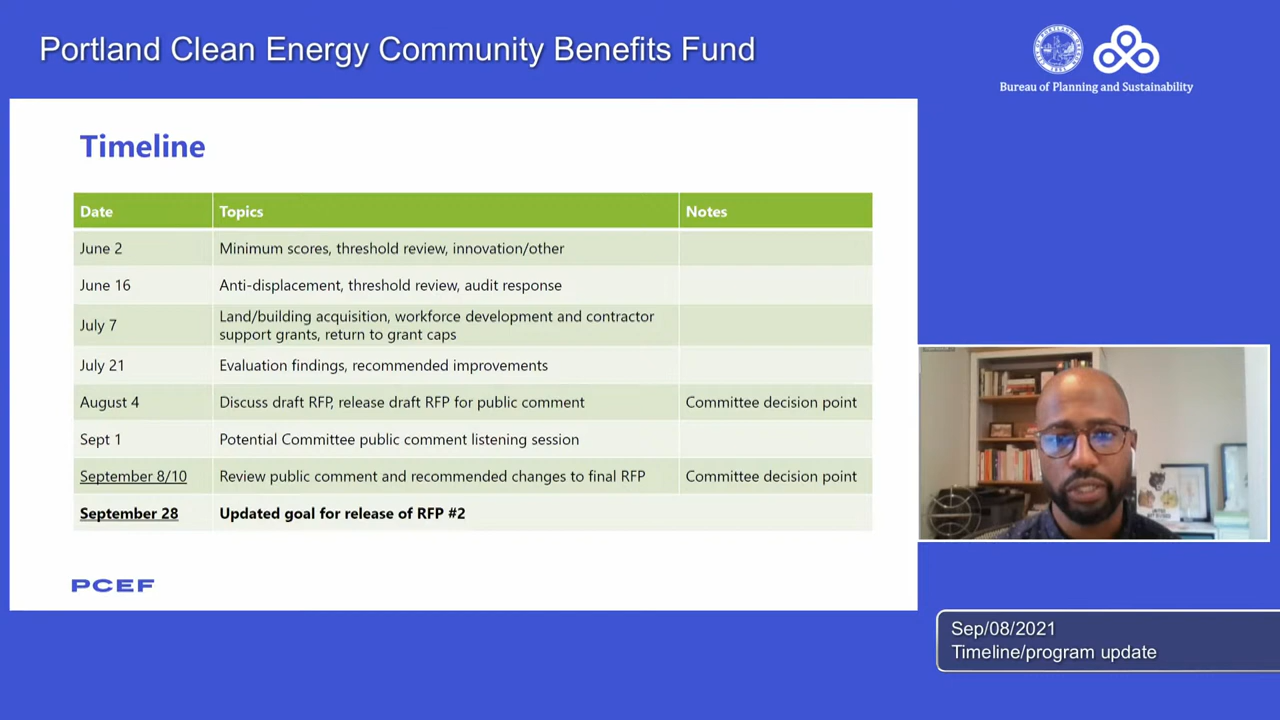 Portland Clean Energy Community Benefits Fund
Bureau of Planning and Sustainability
Timeline
Date Topics Notes
June 2 Minimum scores, threshold review, innovation/other
June 16 Anti-displacement, threshold review, audit response
July 7 Land/building acquisition, workforce development and contractor
support grants, return to grant caps
July 21 Evaluation findings, recommended improvements
August 4 Discuss draft RFP, release draft RFP for public comment Committee decision point
Sept 1 Potential Committee public comment listening session
September 8/10 Review public comment and recommended changes to final RFP Committee decision point
September 28 Updated goal for release of RFP #2
PCEF
Sep/08/2021
Timeline/program update